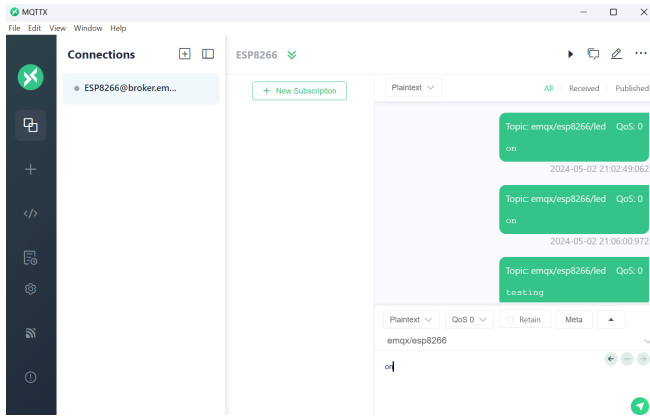 MQTTX
File Edit View Window Help
Connections
ESP8266
ESP8266@broker.em...
+ New Subscription
Plaintext
All Received Published
Topic: emqx/esp8266/led QoS: 0
on
2024-05-02 21:02:49:062
Topic: emqx/esp8266/led QoS: 0
on
2024-05-02 21:06:00:972
Topic: emqx/esp8266/led QoS: 0
testing
Plaintext QoS 0 Retain Meta
emqx/esp8266
on